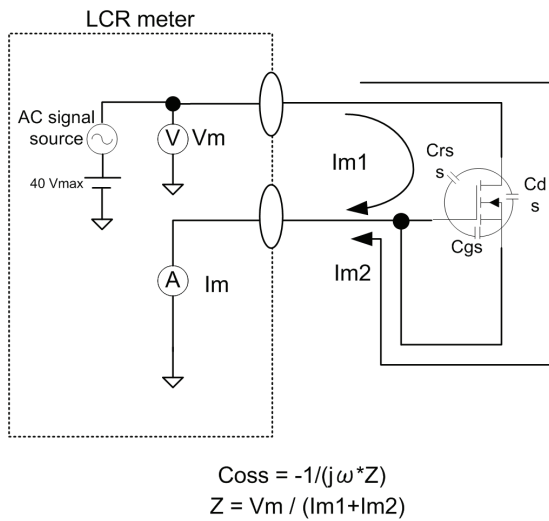 LCR meter
AC signal
source
V
Vm
40 Vmax
Im1
Crs
s
Cd
s
Cgs
A
Im
Im2
Coss = -1/(jω*Z)
Z = Vm / (Im1+Im2)